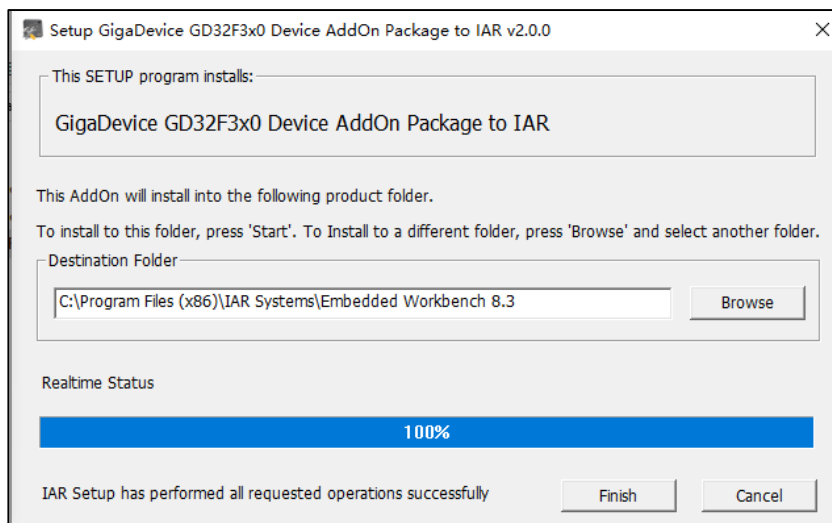 Setup GigaDevice GD32F3x0 Device AddOn Package to IAR v2.0.0
This SETUP program installs:
GigaDevice GD32F3x0 Device AddOn Package to IAR
This AddOn will install into the following product folder.
To install to this folder, press 'Start'. To Install to a different folder, press 'Browse' and select another folder.
Destination Folder
C:\Program Files (x86)\IAR Systems\Embedded Workbench 8.3
Browse
Realtime Status
100%
IAR Setup has performed all requested operations successfully
Finish
Cancel